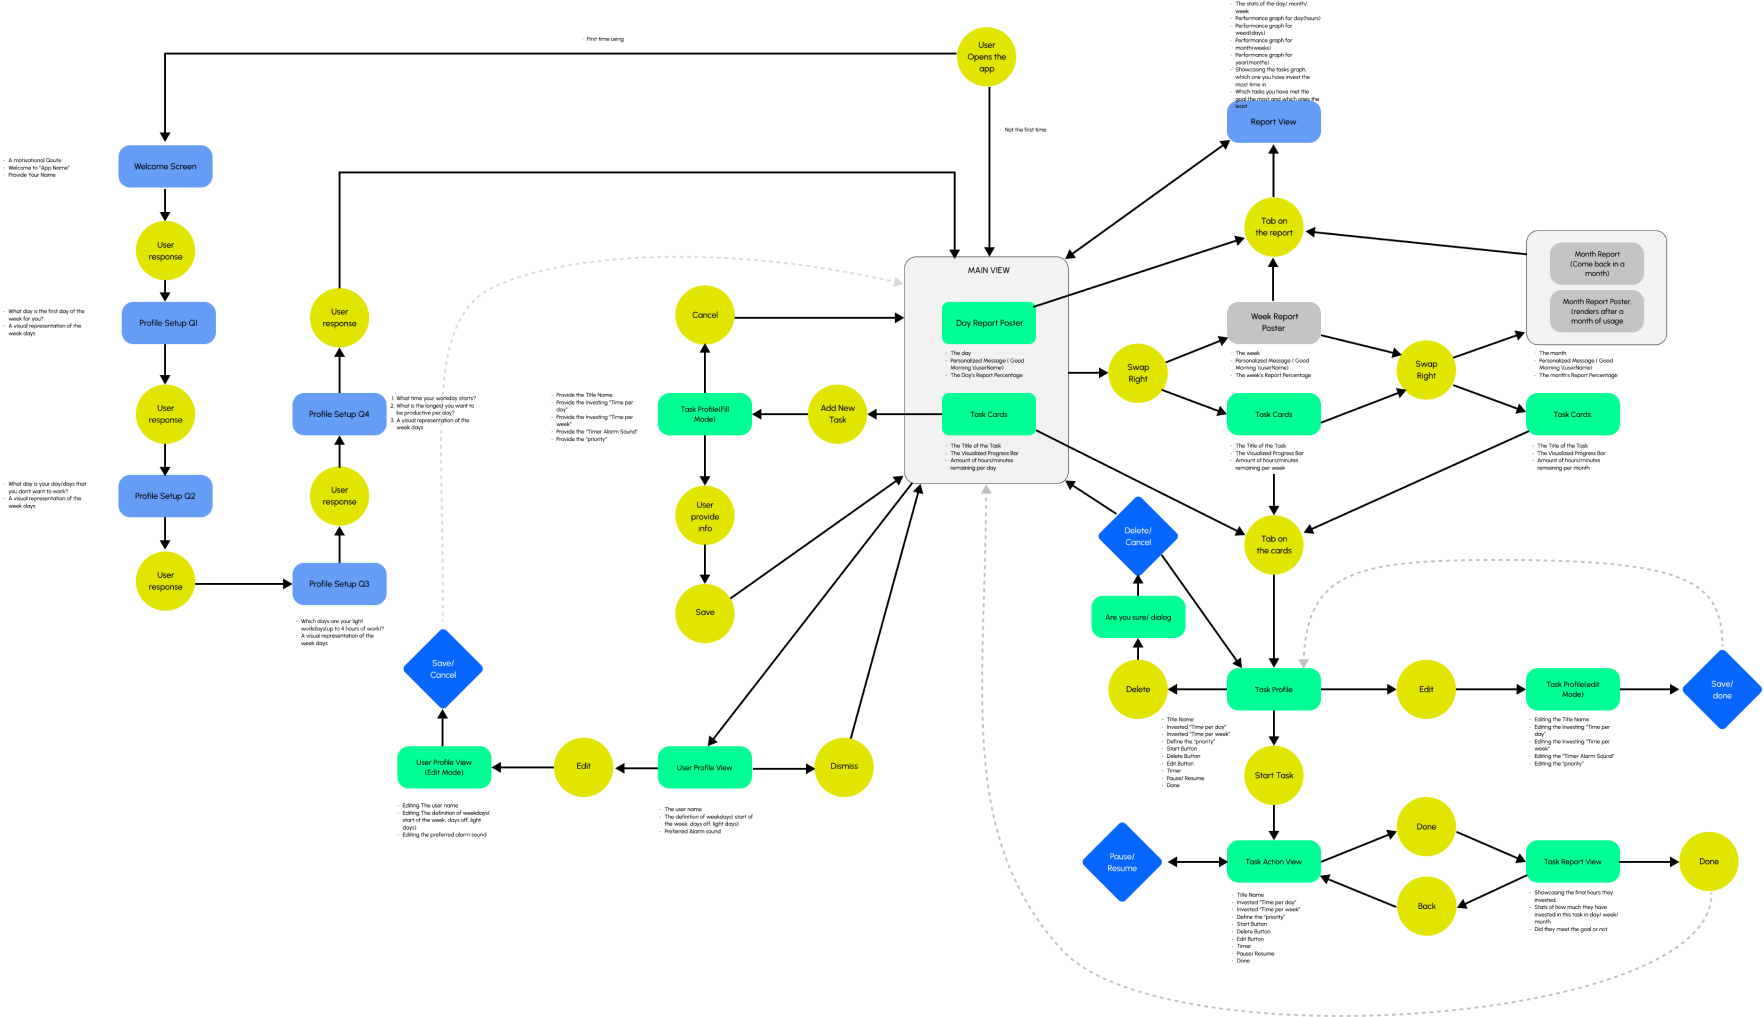 - The stats of the day/ month/
week
- Performance graph for day(hours)
- Performance graph for
weed(days)
- Performance graph for
month(weeks)
- Performance graph for
year(months)
- Showcasing the tasks graph,
which one you have invest the
most time in
- Which tasks you have met the
goal the most and which ones the
least
Report View
- First time using
User
Opens the
app
- Not the first time
- A motivational Qoute
- Welcome to "App Name"
- Provide Your Name
Welcome Screen
User
response
- What day is the first day of the
week for you?
- A visual representation of the
week days
Profile Setup Q1
User
response
- What day is your day/days that
you don't want to work?
- A visual representation of the
week days
Profile Setup Q2
User
response
Profile Setup Q3
- Which days are your light
workdays(up to 4 hours of work)?
- A visual representation of the
week days
User
response
Profile Setup Q4
1. What time your workday starts?
2. What is the longest you want to
be productive per day?
3. A visual representation of the
week days
User
response
MAIN VIEW
Day Report Poster
- The day
- Personalized Message ( Good
Morning \(userName)
- The Day's Report Percentage
Task Cards
- The Title of the Task
- The Visualized Progress Bar
- Amount of hours/minutes
remaining per day
Cancel
- Provide the Title Name
- Provide the Investing "Time per
day"
- Provide the Investing "Time per
week"
- Provide the "Timer Alarm Sound"
- Provide the "priority"
Task Profile(Fill
Mode)
Add New
Task
User
provide
info
Save
Save/
Cancel
User Profile View
(Edit Mode)
- Editing The user name
- Editing The definition of weekdays(
start of the week, days off, light
days)
- Editing the preferred alarm sound
Edit
User Profile View
- The user name
- The definition of weekdays( start of
the week, days off, light days)
- Preferred Alarm sound
Dismiss
Tab on
the report
Swap
Right
Week Report
Poster
- The week
- Personalized Message ( Good
Morning \(userName)
- The week's Report Percentage
Task Cards
- The Title of the Task
- The Visualized Progress Bar
- Amount of hours/minutes
remaining per week
Swap
Right
Month Report
(Come back in a
month)
Month Report Poster,
(renders after a
month of usage
- The month
- Personalized Message ( Good
Morning \(userName)
- The month's Report Percentage
Task Cards:
- The Title of the Task
- The Visualized Progress Bar
- Amount of hours/minutes
remaining per month
Tab on
the cards
Delete/
Cancel
Are you sure/ dialog
Delete
Task Profile
- Title Name
- Invested "Time per day"
- Invested "Time per week"
- Define the "priority"
- Start Button
- Delete Button
- Edit Button
- Timer
- Pause/ Resume
- Done
Edit
Task Profile(edit
Mode)
- Editing the Title Name
- Editing the Investing "Time per
day"
- Editing the Investing "Time per
week"
- Editing the "Timer Alarm Sound"
- Editing the "priority"
Save/
done
Start Task
Pause/
Resume
Task Action View
- Title Name
- Invested "Time per day"
- Invested "Time per week"
- Define the "priority"
- Start Button
- Delete Button
- Edit Button
- Timer
- Pause/ Resume
- Done
Done
Back
Task Report View
- Showcasing the final hours they
invested.
- Stats of how much they have
invested in this task in day/ week/
month
- Did they meet the goal or not
Done